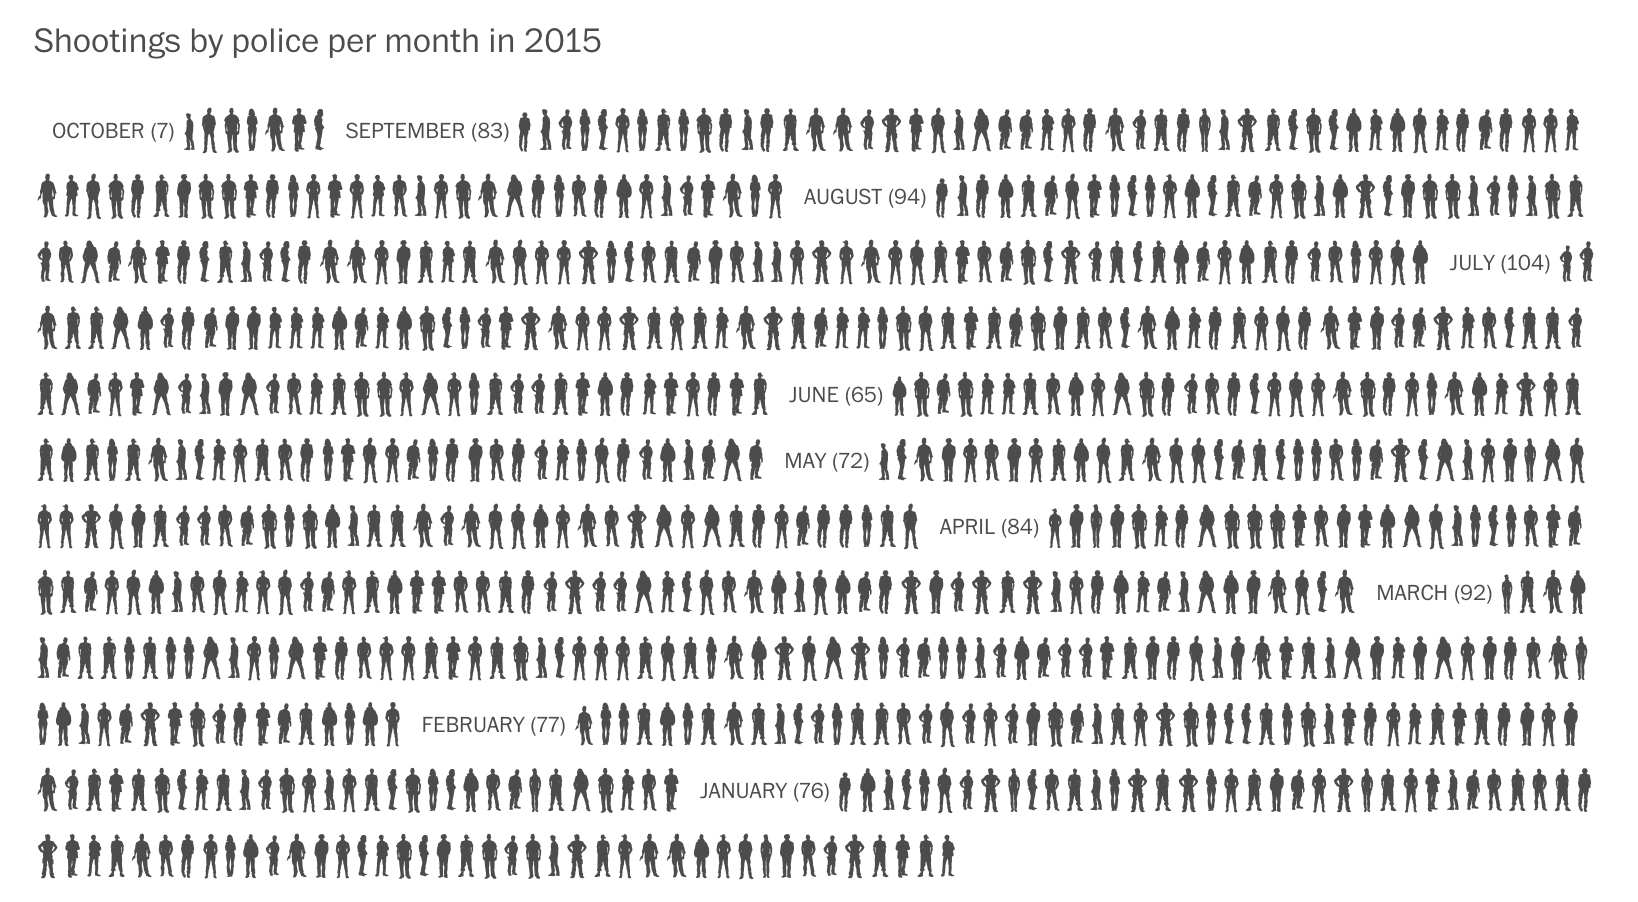 Shootings by police per month in 2015
OCTOBER (7) SEPTEMBER (83)
AUGUST (94)
JULY (104)
JUNE (65)
MAY (72)
APRIL (84)
MARCH (92)
FEBRUARY (77)
JANUARY (76)